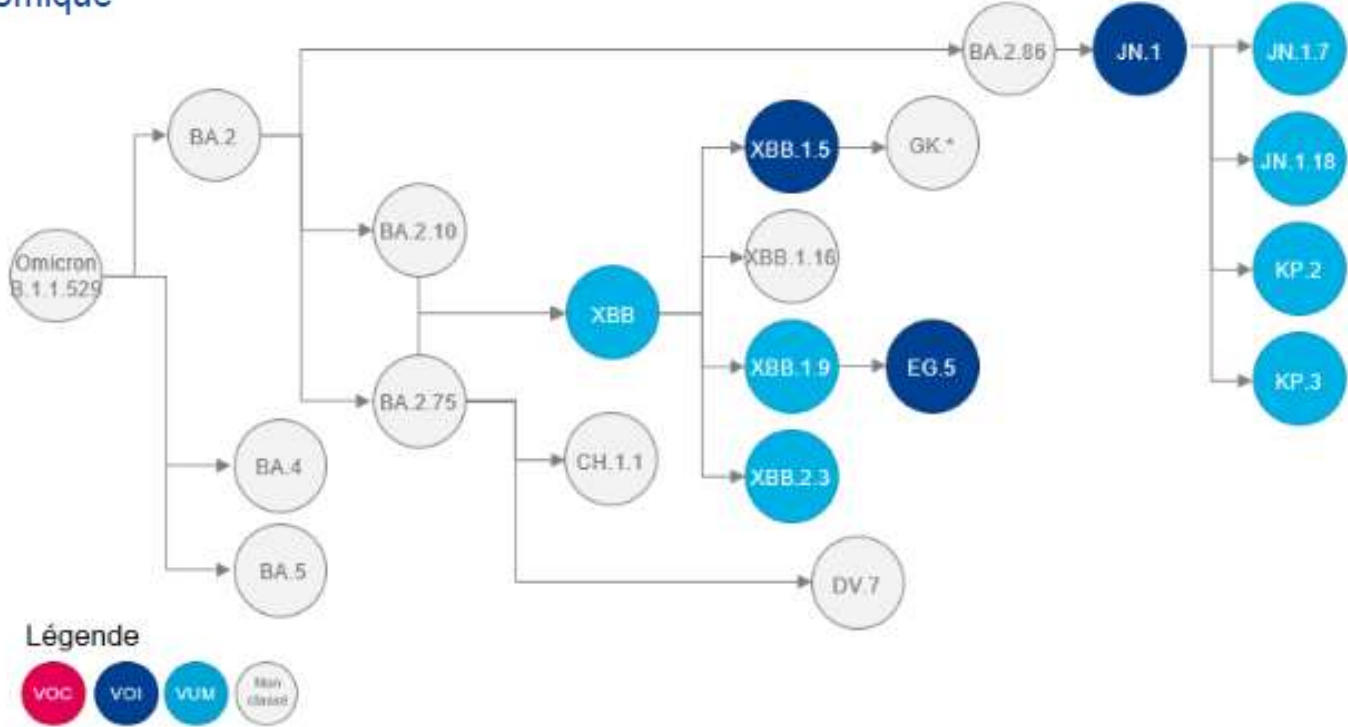 omique
BA.2.86
JN.1
JN.1.7
BA.2
XBB.1.5
GK.*
JN.1.18
BA.2.10
XBB.1.16
Omicron
B.1.1.529
KP.2
XBB
XBB.1.9
EG.5
KP.3
BA.2.75
BA.4
CH.1.1
XBB.2.3
BA.5
DV.7
Légende
VOC
VOI
VUM
Non
classé